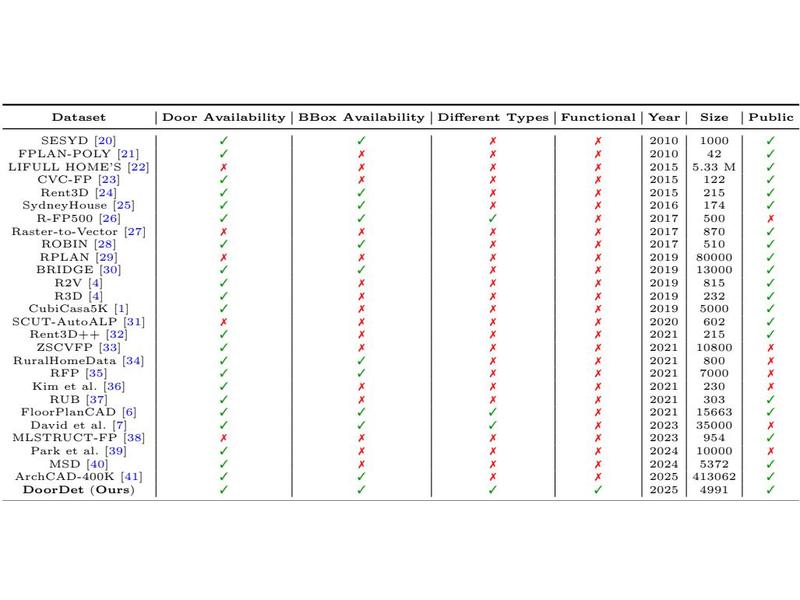 Dataset | Door Availability | BBox Availability | Different Types | Functional | Year | Size | Public
SESYD [20] ✓ ✓ ✗ ✗ 2010 1000 ✓
FPLAN-POLY [21] ✓ ✗ ✗ ✗ 2010 42 ✓
LIFULL HOME'S [22] ✗ ✗ ✗ ✗ 2015 5.33 M ✓
CVC-FP [23] ✓ ✗ ✗ ✗ 2015 122 ✓
Rent3D [24] ✓ ✓ ✗ ✗ 2015 215 ✓
SydneyHouse [25] ✓ ✓ ✗ ✗ 2016 174 ✓
R-FP500 [26] ✓ ✓ ✓ ✗ 2017 500 ✗
Raster-to-Vector [27] ✗ ✗ ✗ ✗ 2017 870 ✓
ROBIN [28] ✓ ✓ ✗ ✗ 2017 510 ✓
RPLAN [29] ✗ ✗ ✗ ✗ 2019 80000 ✓
BRIDGE [30] ✓ ✓ ✗ ✗ 2019 13000 ✓
R2V [4] ✓ ✗ ✗ ✗ 2019 815 ✓
R3D [4] ✓ ✗ ✗ ✗ 2019 232 ✓
CubiCasa5K [1] ✓ ✗ ✗ ✗ 2019 5000 ✓
SCUT-AutoALP [31] ✗ ✗ ✗ ✗ 2020 602 ✓
Rent3D++ [32] ✓ ✗ ✗ ✗ 2021 215 ✓
ZSCVFP [33] ✓ ✗ ✗ ✗ 2021 10800 ✗
RuralHomeData [34] ✓ ✓ ✗ ✗ 2021 800 ✗
RFP [35] ✓ ✓ ✗ ✗ 2021 7000 ✗
Kim et al. [36] ✓ ✗ ✗ ✗ 2021 230 ✗
RUB [37] ✓ ✗ ✗ ✗ 2021 303 ✓
FloorPlanCAD [6] ✓ ✓ ✓ ✗ 2021 15663 ✓
David et al. [7] ✓ ✓ ✓ ✗ 2023 35000 ✗
MLSTRUCT-FP [38] ✗ ✗ ✗ ✗ 2023 954 ✓
Park et al. [39] ✓ ✗ ✗ ✗ 2024 10000 ✗
MSD [40] ✓ ✗ ✗ ✗ 2024 5372 ✓
ArchCAD-400K [41] ✓ ✓ ✗ ✗ 2025 413062 ✓
DoorDet (Ours) ✓ ✓ ✓ ✓ 2025 4991 ✓